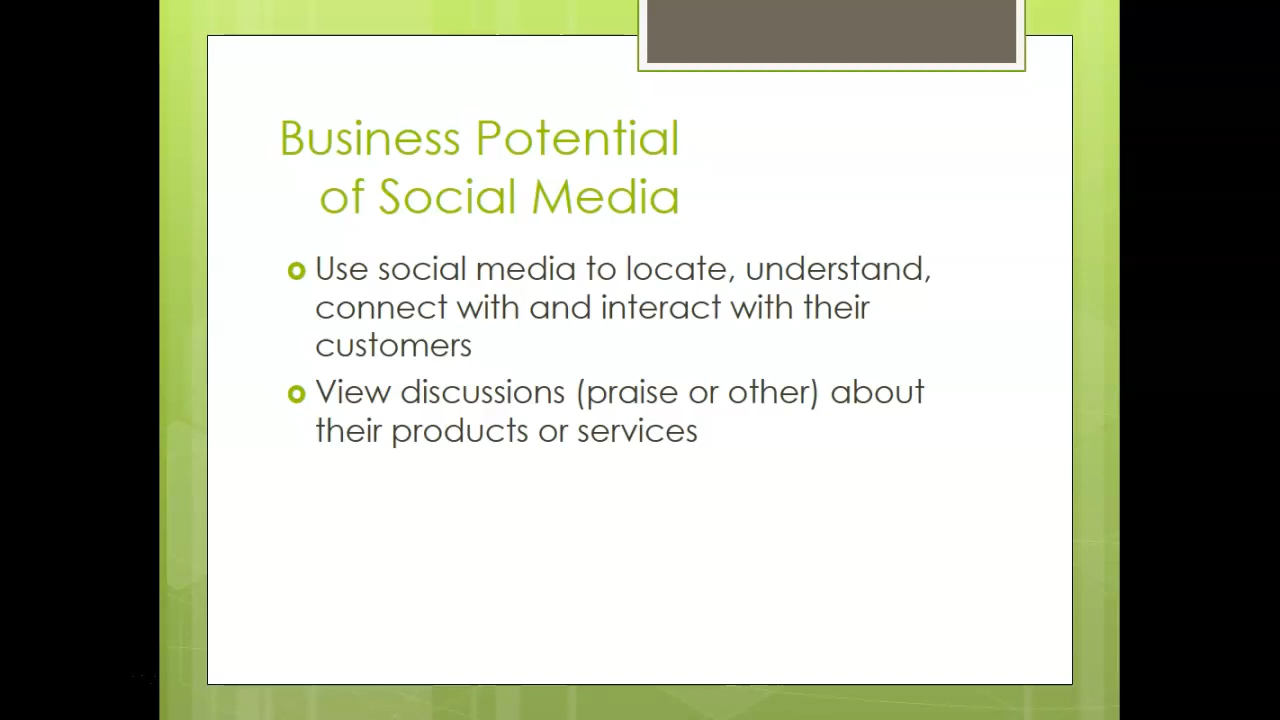 Business Potential
of Social Media
Use social media to locate, understand,
connect with and interact with their
customers
View discussions (praise or other) about
their products or services